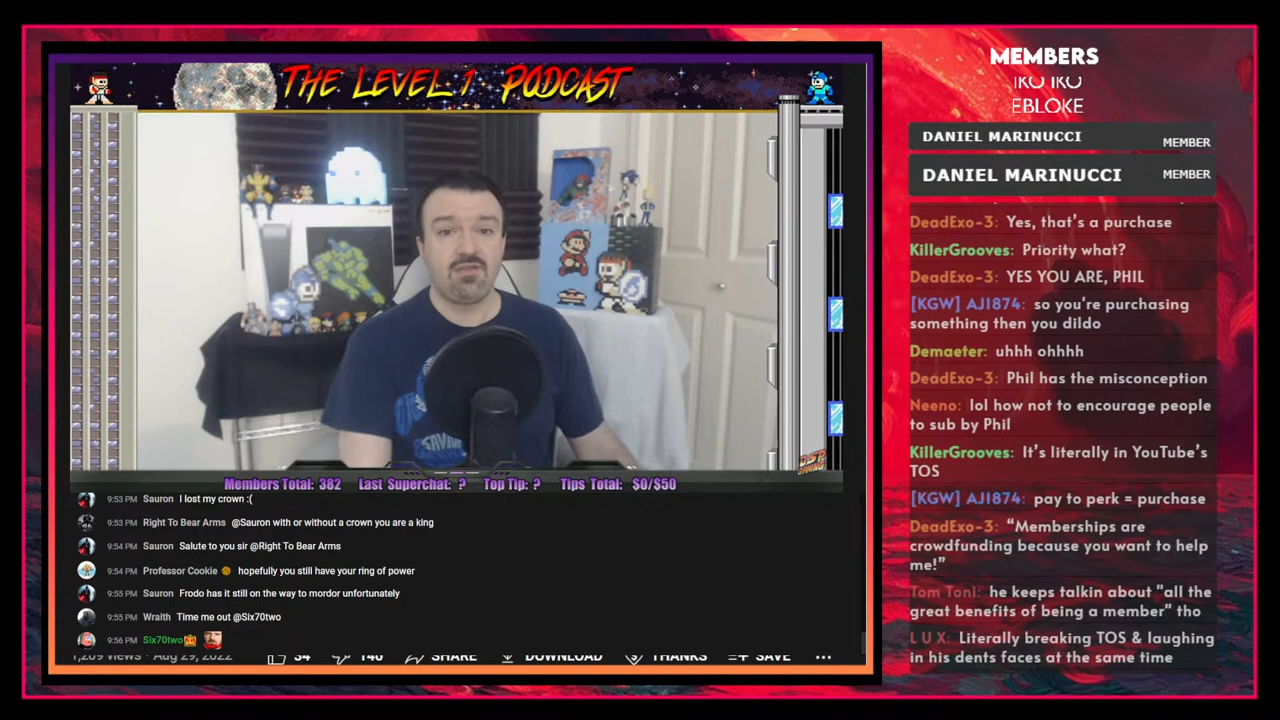 THE LEVEL 1 PODCAST
Members Total: 382 Last Superchat: ? Top Tip: ? Tips Total: $0/$50
9:53 PM Sauron I lost my crown :(
9:53 PM Right To Bear Arms @Sauron with or without a crown you are a king
9:54 PM Sauron Salute to you sir @Right To Bear Arms
9:54 PM Professor Cookie hopefully you still have your ring of power
9:55 PM Sauron Frodo has it still on the way to mordor unfortunately
9:55 PM Wraith Time me out @Six70two
9:56 PM Six70two
1,209 views • Aug 29, 2022 34 140 SHARE DOWNLOAD THANKS SAVE ...
DSP GAMING
MEMBERS
IKO IKO
EBLOKE
DANIEL MARINUCCI MEMBER
DANIEL MARINUCCI MEMBER
DeadExo-3: Yes, that's a purchase
KillerGrooves: Priority what?
DeadExo-3: YES YOU ARE, PHIL
[KGW] AJ1874: so you're purchasing
something then you dildo
Demaeter: uhhh ohhhh
DeadExo-3: Phil has the misconception
Neeno: lol how not to encourage people
to sub by Phil
KillerGrooves: It's literally in YouTube's
TOS
[KGW] AJ1874: pay to perk = purchase
DeadExo-3: “Memberships are
crowdfunding because you want to help
me!”
Tom Toni: he keeps talkin about "all the
great benefits of being a member" tho
L U X: Literally breaking TOS & laughing
in his dents faces at the same time